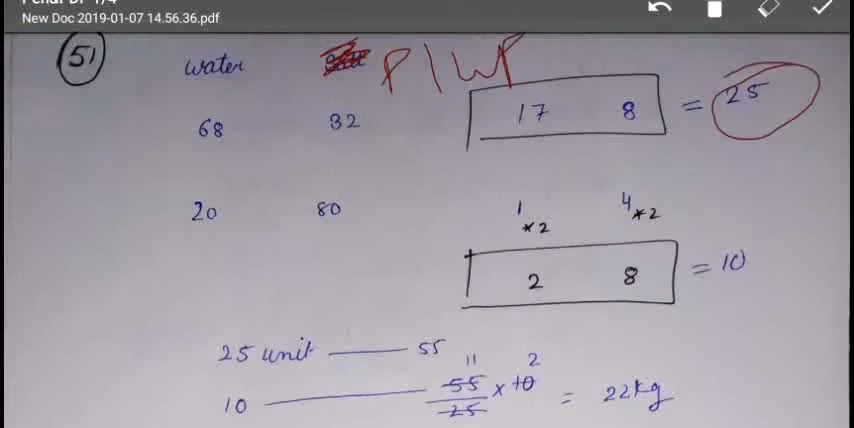 New Doc 2019-01-07 14.56.36.pdf
51 water P/WP
68 32 17 8 = 25
20 80 1 *2 4 *2
2 8 = 10
25 unit —— 55
10 —— 55/25 x 10 = 22kg
11 2